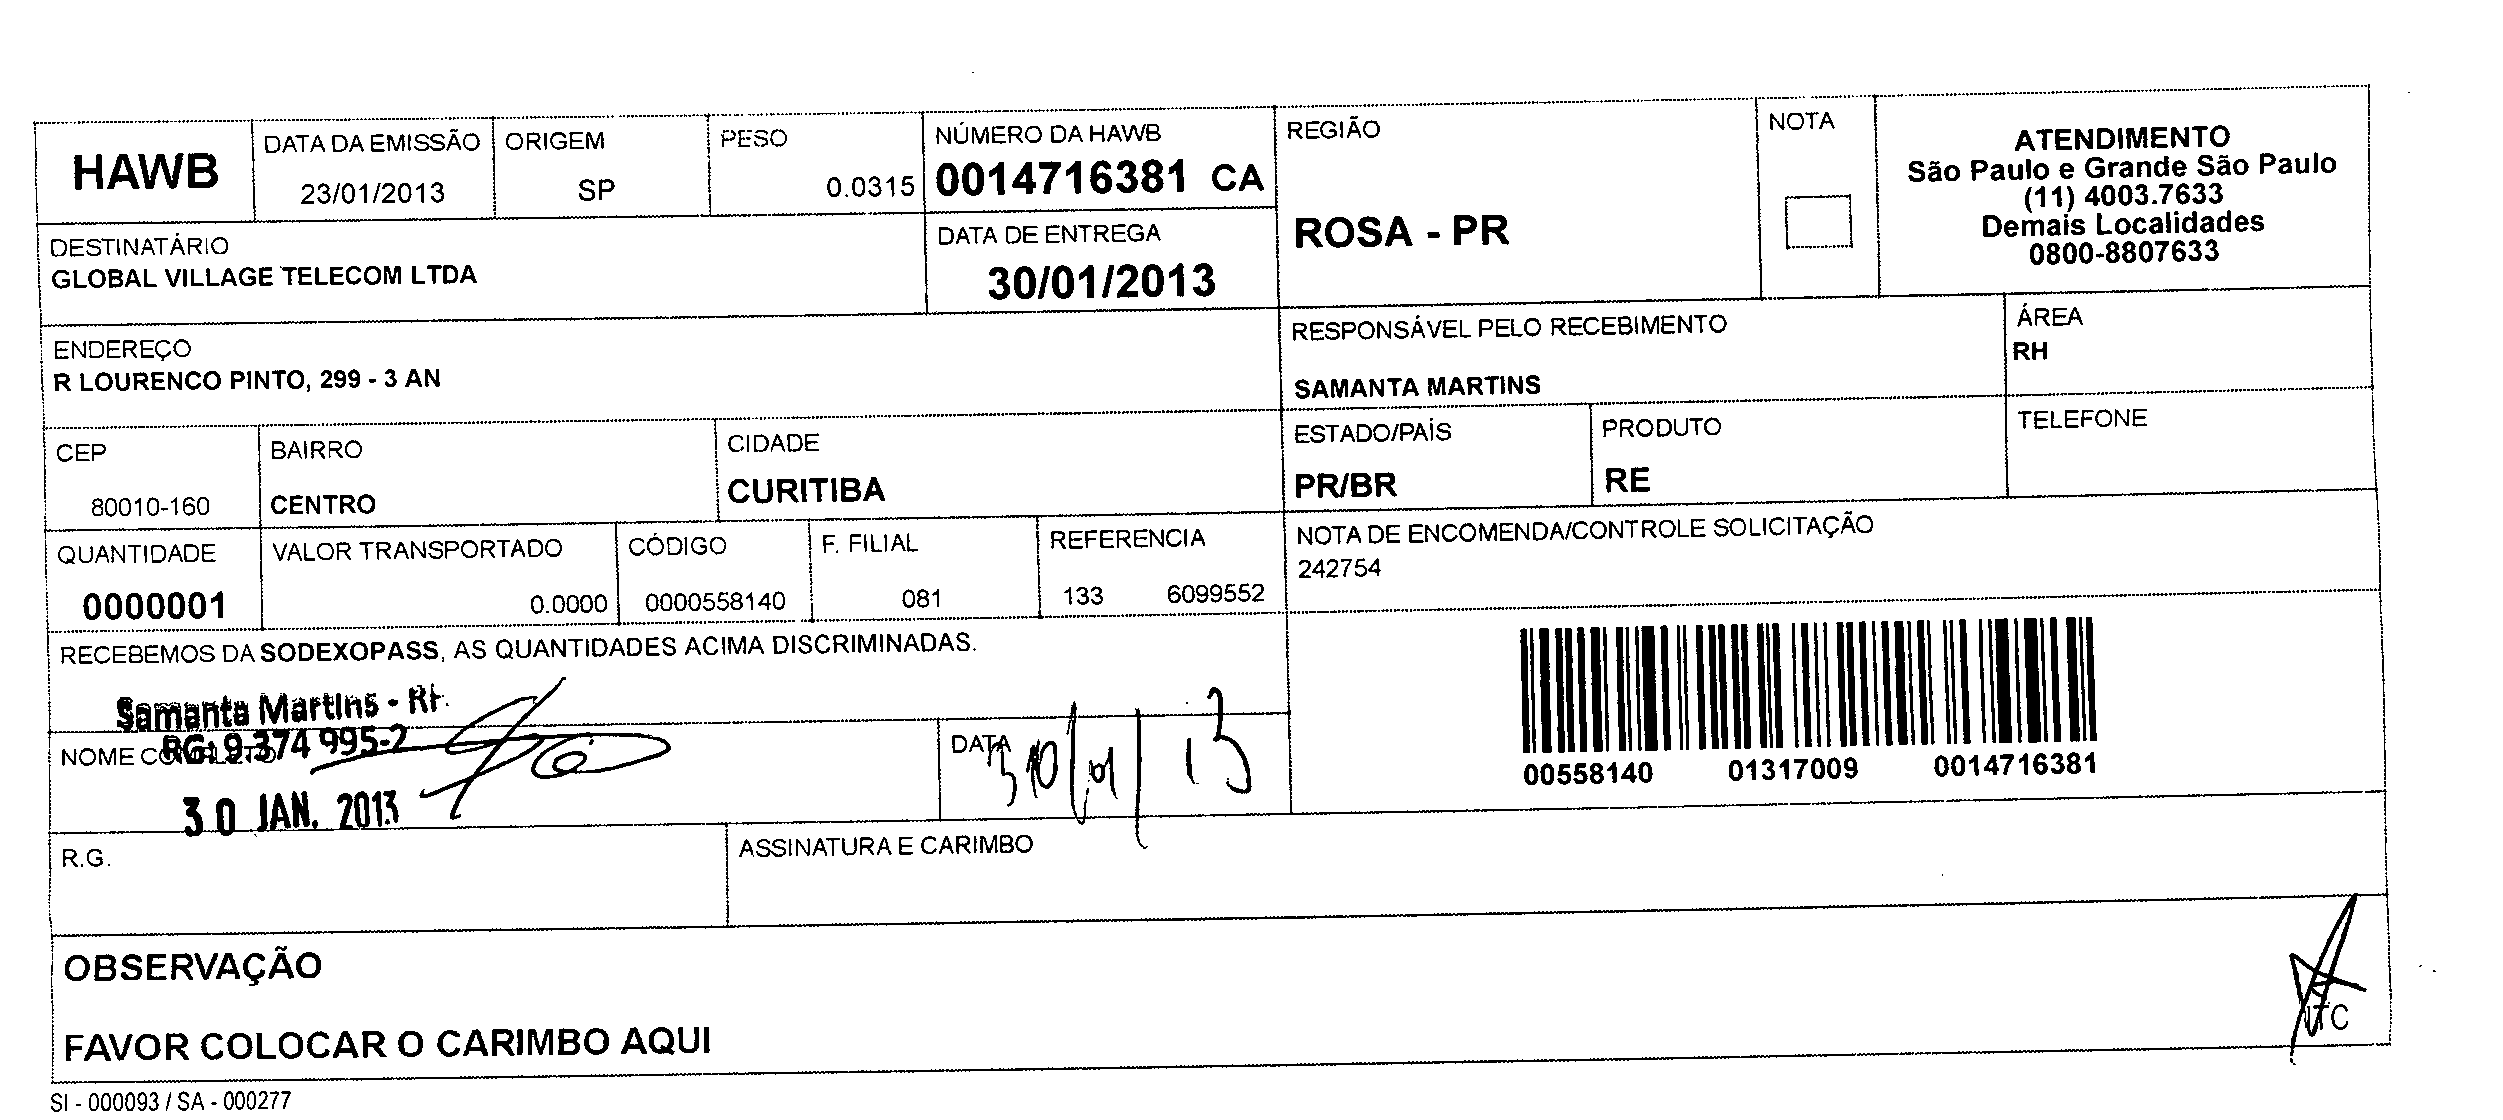 HAWB
DATA DA EMISSÃO
23/01/2013
ORIGEM
SP
PESO
0.0315
NÚMERO DA HAWB
0014716381 CA
REGIÃO
ROSA - PR
NOTA
ATENDIMENTO
São Paulo e Grande São Paulo
(11) 4003.7633
Demais Localidades
0800-8807633
DESTINATÁRIO
GLOBAL VILLAGE TELECOM LTDA
DATA DE ENTREGA
30/01/2013
ENDEREÇO
R LOURENCO PINTO, 299 - 3 AN
RESPONSÁVEL PELO RECEBIMENTO
SAMANTA MARTINS
ÁREA
RH
CEP
80010-160
BAIRRO
CENTRO
CIDADE
CURITIBA
ESTADO/PAÍS
PR/BR
PRODUTO
RE
TELEFONE
QUANTIDADE
0000001
VALOR TRANSPORTADO
0.0000
CÓDIGO
0000558140
F. FILIAL
081
REFERENCIA
133 6099552
NOTA DE ENCOMENDA/CONTROLE SOLICITAÇÃO
242754
RECEBEMOS DA SODEXOPASS, AS QUANTIDADES ACIMA DISCRIMINADAS.
Samanta Martins - RH
RG: 9.374 995-2
NOME COMPLETO
30 JAN. 2013
DATA
30/01/13
00558140 01317009 0014716381
R.G.
ASSINATURA E CARIMBO
OBSERVAÇÃO
FAVOR COLOCAR O CARIMBO AQUI
SI - 000093 / SA - 000277